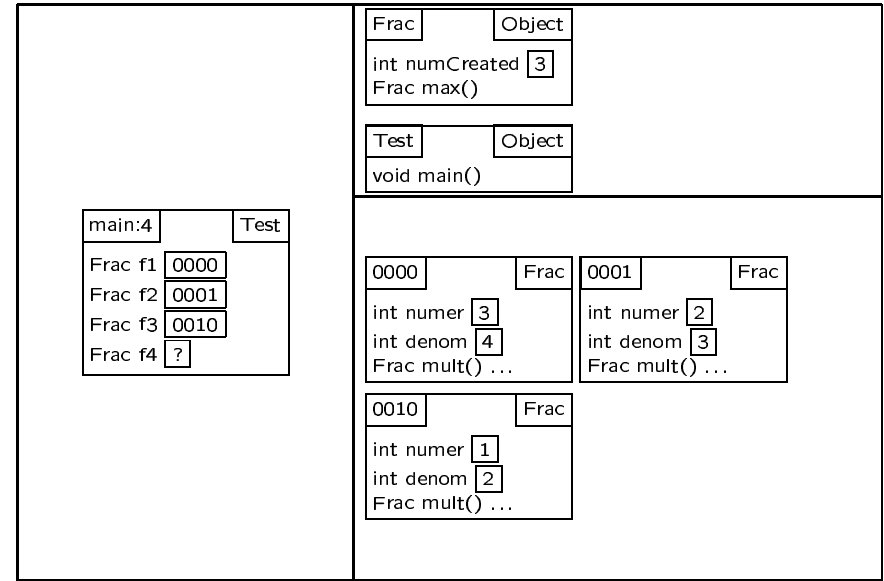 Frac Object
int numCreated 3
Frac max()
Test Object
void main()
main:4 Test
Frac f1 0000
Frac f2 0001
Frac f3 0010
Frac f4 ?
0000 Frac
int numer 3
int denom 4
Frac mult() ...
0001 Frac
int numer 2
int denom 3
Frac mult() ...
0010 Frac
int numer 1
int denom 2
Frac mult() ...